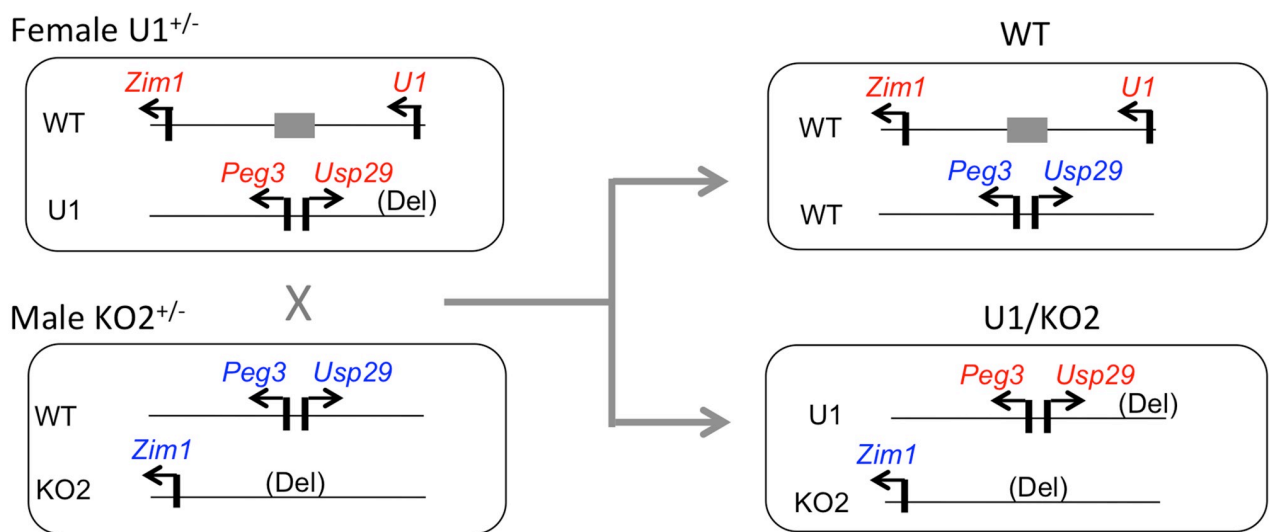 Female U1+/-
Zim1 U1
WT
Peg3 Usp29
(Del)
U1
X
Male KO2+/-
Peg3 Usp29
WT
Zim1
(Del)
KO2
WT
Zim1 U1
WT
Peg3 Usp29
WT
U1/KO2
Peg3 Usp29
(Del)
U1
Zim1
(Del)
KO2